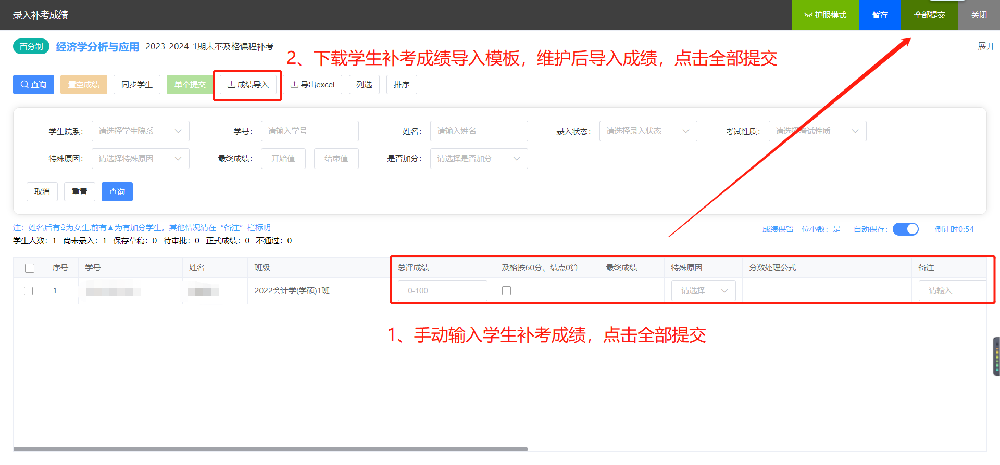 录入补考成绩
护眼模式 暂存 全部提交 关闭
百分制 经济学分析与应用- 2023-2024-1期末不及格课程补考 展开
2、下载学生补考成绩导入模板，维护后导入成绩，点击全部提交
查询 置空成绩 同步学生 单个提交 成绩导入 导出excel 列选 排序
学生院系： 请选择学生院系 学号： 请输入学号 姓名： 请输入姓名 录入状态： 请选择录入状态 考试性质： 请选择考试性质
特殊原因： 请选择特殊原因 最终成绩： 开始值 - 结束值 是否加分： 请选择是否加分
取消 重置 查询
注：姓名后有♀为女生,前有▲为有加分学生。其他情况请在“备注”栏标明
成绩保留一位小数：是 自动保存： 倒计时0:54
学生人数：1 尚未录入：1 保存草稿：0 待审批：0 正式成绩：0 不通过：0
序号 学号 姓名 班级 总评成绩 及格按60分、绩点0算 最终成绩 特殊原因 分数处理公式 备注
1 2022会计学(学硕)1班 0-100 请选择 请输入
1、手动输入学生补考成绩，点击全部提交